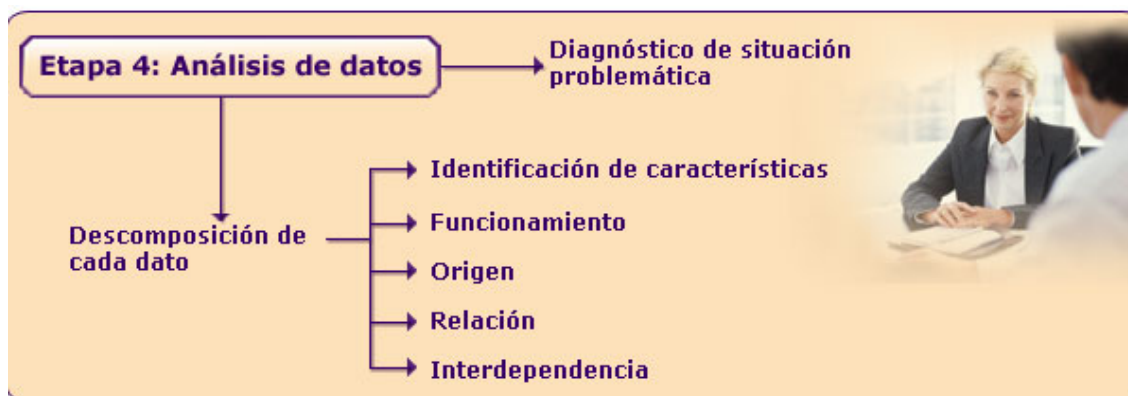 Etapa 4: Análisis de datos
Diagnóstico de situación
problemática
Descomposición de
cada dato
Identificación de características
Funcionamiento
Origen
Relación
Interdependencia